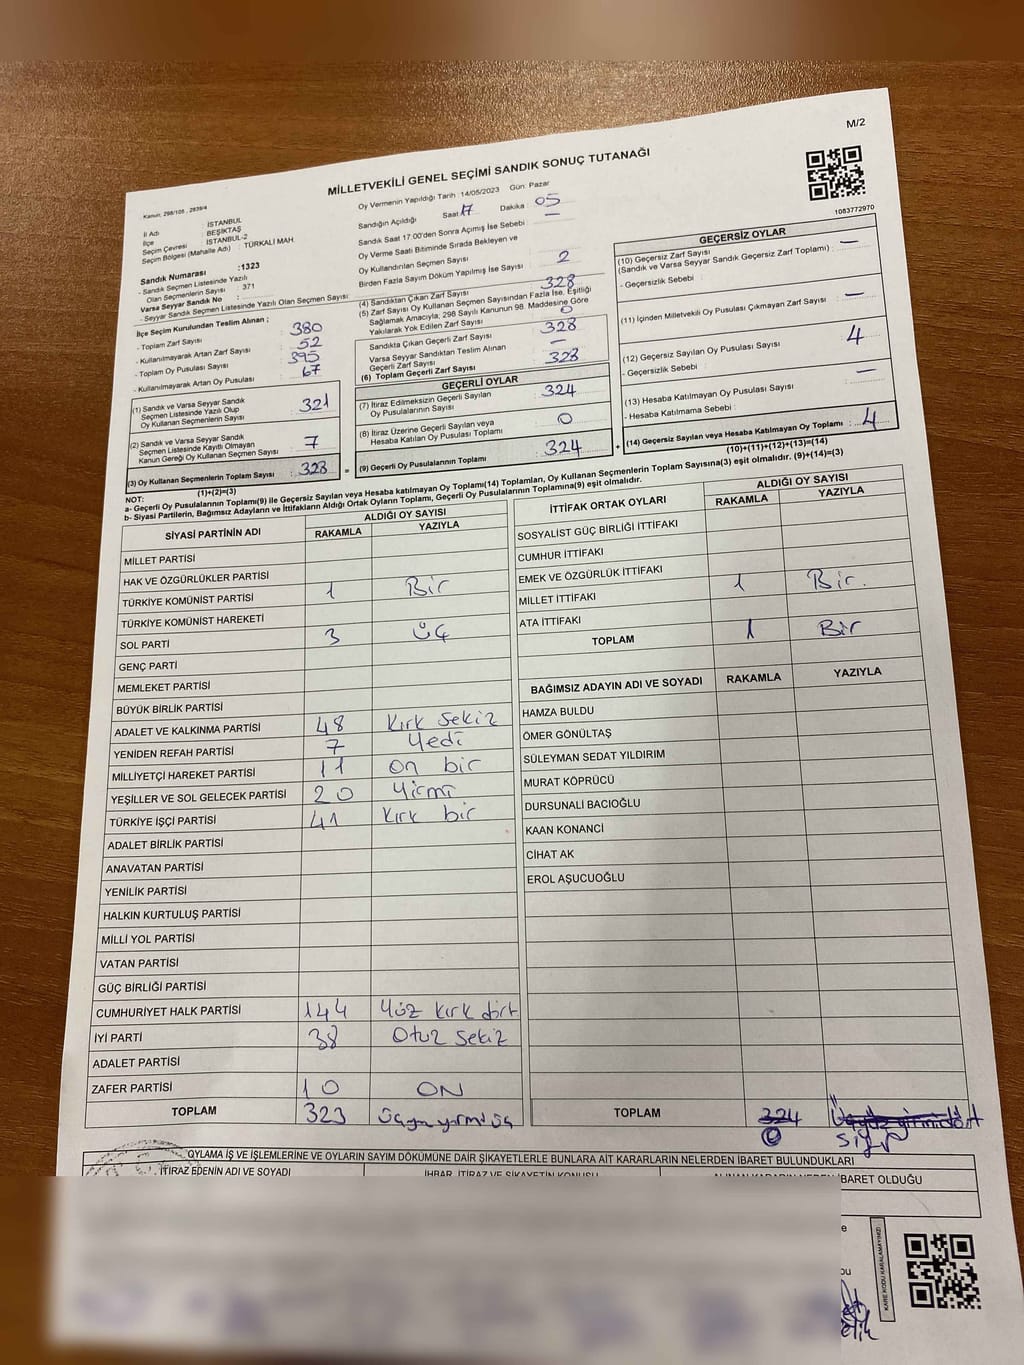 M/2
MİLLETVEKİLİ GENEL SEÇİMİ SANDIK SONUÇ TUTANAĞI
Kanun: 298/105 , 2839/4
İl Adı : İSTANBUL
İlçe : BEŞİKTAŞ
Seçim Çevresi : İSTANBUL-2
Seçim Bölgesi (Mahalle Adı) : TÜRKALİ MAH.
Sandık Numarası :1323
- Sandık Seçmen Listesinde Yazılı
Olan Seçmenlerin Sayısı : 371
Varsa Seyyar Sandık No :
- Seyyar Sandık Seçmen Listesinde Yazılı Olan Seçmen Sayısı :
İlçe Seçim Kurulundan Teslim Alınan ;
- Toplam Zarf Sayısı : 380
- Kullanılmayarak Artan Zarf Sayısı : 52
- Toplam Oy Pusulası Sayısı : 395
- Kullanılmayarak Artan Oy Pusulası : 67
(1) Sandık ve Varsa Seyyar Sandık
Seçmen Listesinde Yazılı Olup
Oy Kullanan Seçmenlerin Sayısı : 321
(2) Sandık ve Varsa Seyyar Sandık
Seçmen Listesinde Kayıtlı Olmayan
Kanun Gereği Oy Kullanan Seçmen Sayısı : 7
(3) Oy Kullanan Seçmenlerin Toplam Sayısı : 328
(1)+(2)=(3)
Oy Vermenin Yapıldığı Tarih : 14/05/2023 Gün: Pazar
Sandığın Açıldığı Saat : 17 Dakika : 05
Sandık Saat 17:00'den Sonra Açımış İse Sebebi : —
Oy Verme Saati Bitiminde Sırada Bekleyen ve
Oy Kullandırılan Seçmen Sayısı : 2
Birden Fazla Sayım Döküm Yapılmış İse Sayısı :
(4) Sandıktan Çıkan Zarf Sayısı : 328
(5) Zarf Sayısı Oy Kullanan Seçmen Sayısından Fazla İse, Eşitliği
Sağlamak Amacıyla, 298 Sayılı Kanunun 98. Maddesine Göre
Yakılarak Yok Edilen Zarf Sayısı : 0
Sandıkta Çıkan Geçerli Zarf Sayısı : 328
Varsa Seyyar Sandıktan Teslim Alınan
Geçerli Zarf Sayısı : —
(6) Toplam Geçerli Zarf Sayısı : 328
GEÇERLİ OYLAR
(7) İtiraz Edilmeksizin Geçerli Sayılan
Oy Pusulalarının Sayısı : 324
(8) İtiraz Üzerine Geçerli Sayılan veya
Hesaba Katılan Oy Pusulası Toplamı : 0
(9) Geçerli Oy Pusulalarının Toplamı : 324
1083772970
GEÇERSİZ OYLAR
(10) Geçersiz Zarf Sayısı
(Sandık ve Varsa Seyyar Sandık Geçersiz Zarf Toplamı) : —
- Geçersizlik Sebebi :
(11) İçinden Milletvekili Oy Pusulası Çıkmayan Zarf Sayısı : —
(12) Geçersiz Sayılan Oy Pusulası Sayısı : 4
- Geçersizlik Sebebi :
(13) Hesaba Katılmayan Oy Pusulası Sayısı : —
- Hesaba Katılmama Sebebi :
(14) Geçersiz Sayılan veya Hesaba Katılmayan Oy Toplamı : 4
(10)+(11)+(12)+(13)=(14)
NOT:
a- Geçerli Oy Pusulalarının Toplamı(9) ile Geçersiz Sayılan veya Hesaba katılmayan Oy Toplamı(14) Toplamları, Oy Kullanan Seçmenlerin Toplam Sayısına(3) eşit olmalıdır. (9)+(14)=(3)
b- Siyasi Partilerin, Bağımsız Adayların ve İttifakların Aldığı Ortak Oyların Toplamı, Geçerli Oy Pusulalarının Toplamına(9) eşit olmalıdır.
SİYASİ PARTİNİN ADI ALDIĞI OY SAYISI
RAKAMLA YAZIYLA
MİLLET PARTİSİ
HAK VE ÖZGÜRLÜKLER PARTİSİ
TÜRKİYE KOMÜNİST PARTİSİ 1 Bir
TÜRKİYE KOMÜNİST HAREKETİ
SOL PARTİ 3 üç
GENÇ PARTİ
MEMLEKET PARTİSİ
BÜYÜK BİRLİK PARTİSİ
ADALET VE KALKINMA PARTİSİ 48 Kırk Sekiz
YENİDEN REFAH PARTİSİ 7 Yedi
MİLLİYETÇİ HAREKET PARTİSİ 11 on bir
YEŞİLLER VE SOL GELECEK PARTİSİ 20 Yirmi
TÜRKİYE İŞÇİ PARTİSİ 41 Kırk bir
ADALET BİRLİK PARTİSİ
ANAVATAN PARTİSİ
YENİLİK PARTİSİ
HALKIN KURTULUŞ PARTİSİ
MİLLİ YOL PARTİSİ
VATAN PARTİSİ
GÜÇ BİRLİĞİ PARTİSİ
CUMHURİYET HALK PARTİSİ 144 Yüz kırk dört
İYİ PARTİ 38 Otuz Sekiz
ADALET PARTİSİ
ZAFER PARTİSİ 10 ON
TOPLAM 323
İTTİFAK ORTAK OYLARI ALDIĞI OY SAYISI
RAKAMLA YAZIYLA
SOSYALİST GÜÇ BİRLİĞİ İTTİFAKI
CUMHUR İTTİFAKI
EMEK VE ÖZGÜRLÜK İTTİFAKI
MİLLET İTTİFAKI 1 Bir.
ATA İTTİFAKI
TOPLAM 1 Bir
BAĞIMSIZ ADAYIN ADI VE SOYADI RAKAMLA YAZIYLA
HAMZA BULDU
ÖMER GÖNÜLTAŞ
SÜLEYMAN SEDAT YILDIRIM
MURAT KÖPRÜCÜ
DURSUNALİ BACIOĞLU
KAAN KONANCİ
CİHAT AK
EROL AŞUCUOĞLU
TOPLAM 324
0 Sıfır
OYLAMA İŞ VE İŞLEMLERİNE VE OYLARIN SAYIM DÖKÜMÜNE DAİR ŞİKAYETLERLE BUNLARA AİT KARARLARIN NELERDEN İBARET BULUNDUKLARI
İTİRAZ EDENİN ADI VE SOYADI İHBAR, İTİRAZ VE ŞİKAYETİN KONUSU ALINAN KARARIN NEDEN İBARET OLDUĞU
KARE KODU KARALAMAYINIZ!